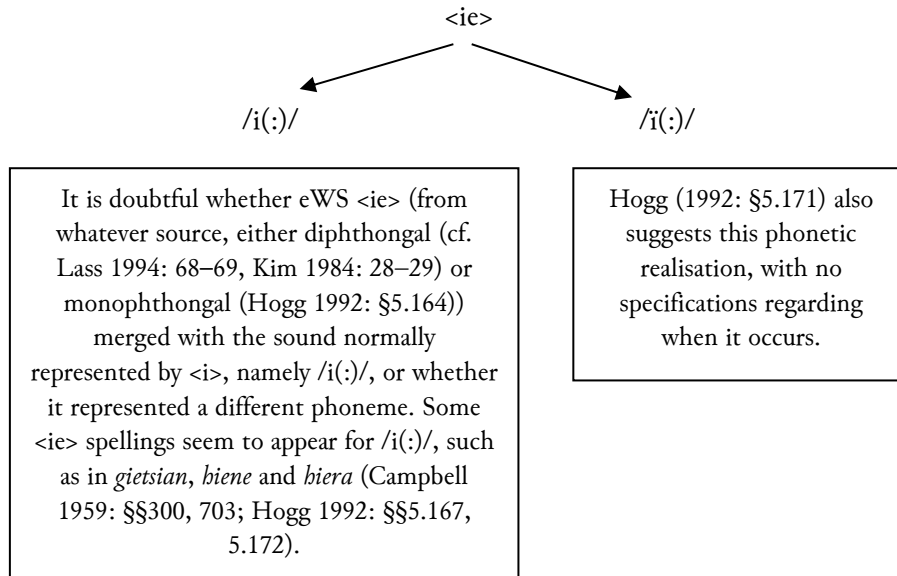 <ie>
/i(:)/
/ï(:)/
It is doubtful whether eWS <ie> (from
whatever source, either diphthongal (cf.
Lass 1994: 68–69, Kim 1984: 28–29) or
monophthongal (Hogg 1992: §5.164))
merged with the sound normally
represented by <i>, namely /i(:)/, or whether
it represented a different phoneme. Some
<ie> spellings seem to appear for /i(:)/, such
as in gietsian, hiene and hiera (Campbell
1959: §§300, 703; Hogg 1992: §§5.167,
5.172).
Hogg (1992: §5.171) also
suggests this phonetic
realisation, with no
specifications regarding
when it occurs.